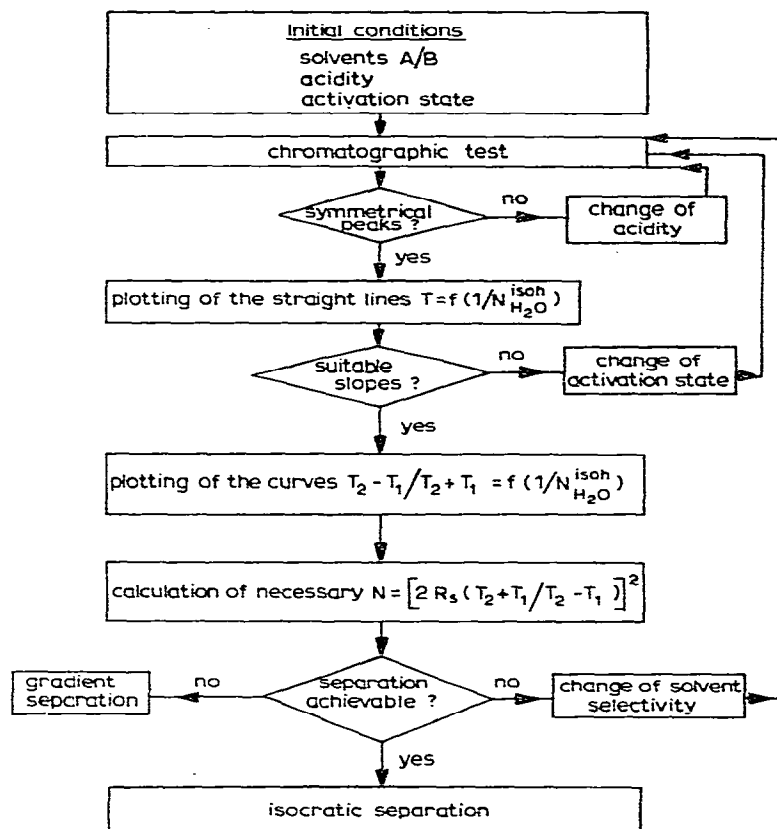 Initial conditions
solvents A/B
acidity
activation state
chromatographic test
symmetrical
peaks ?
no
change of
acidity
yes
plotting of the straight lines T=f(1/N isoh H2O)
suitable
slopes ?
no
change of
activation state
yes
plotting of the curves T2 - T1/T2 + T1 = f(1/N isoh H2O)
calculation of necessary N = [2 Rs (T2+T1/T2-T1)]²
gradient
separation
no
separation
achievable ?
no
change of solvent
selectivity
yes
isocratic separation